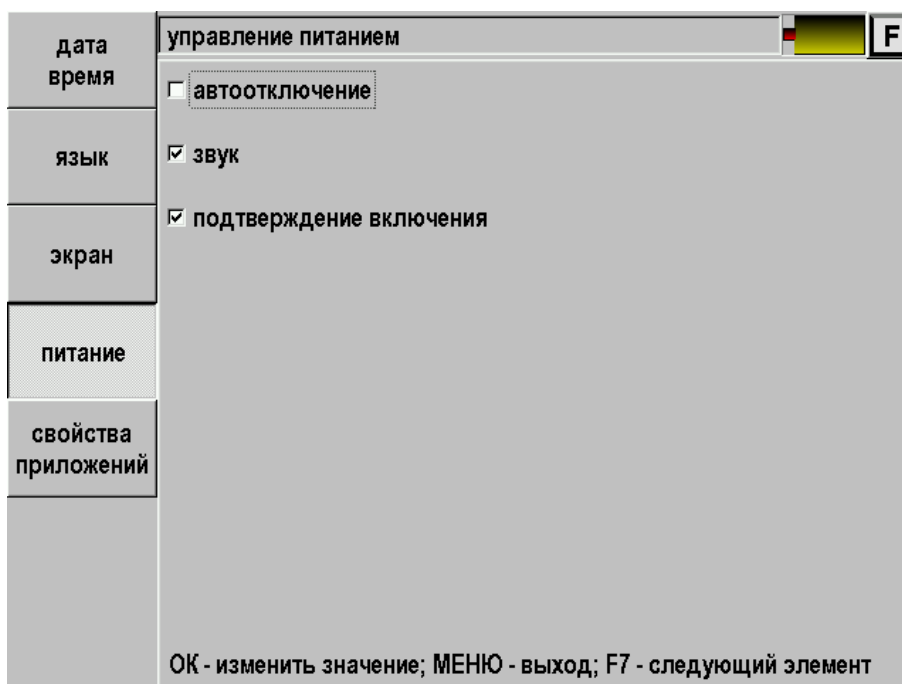 дата
время
язык
экран
питание
свойства
приложений
управление питанием
F
автоотключение
звук
подтверждение включения
ОК - изменить значение; МЕНЮ - выход; F7 - следующий элемент